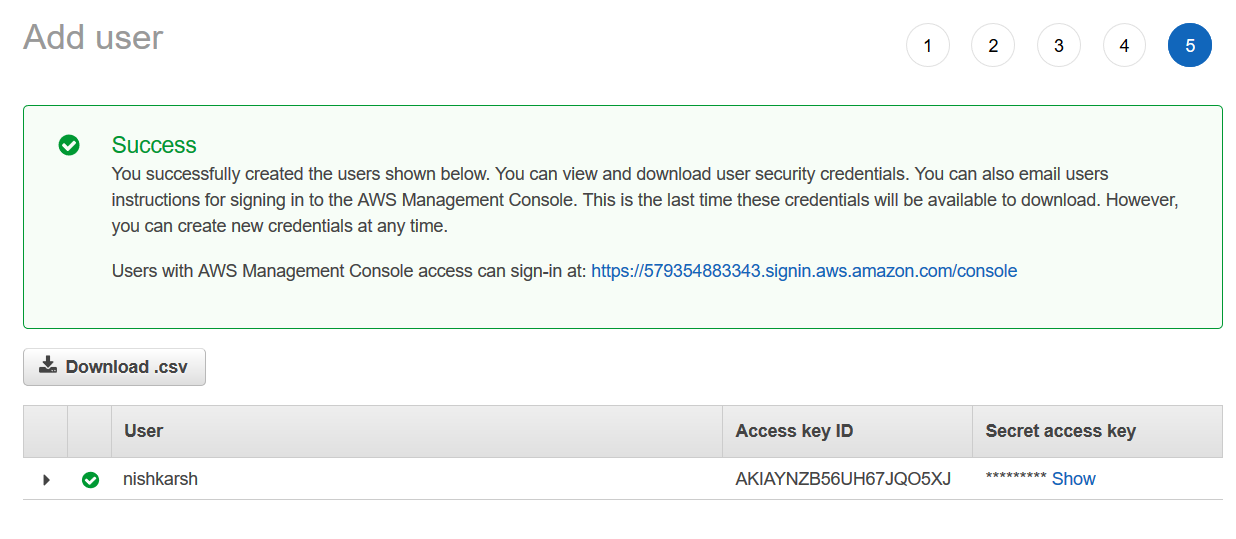 Add user
1 2 3 4 5
Success
You successfully created the users shown below. You can view and download user security credentials. You can also email users
instructions for signing in to the AWS Management Console. This is the last time these credentials will be available to download. However,
you can create new credentials at any time.
Users with AWS Management Console access can sign-in at: https://579354883343.signin.aws.amazon.com/console
Download .csv
User Access key ID Secret access key
nishkarsh AKIAYNZB56UH67JQO5XJ ********* Show